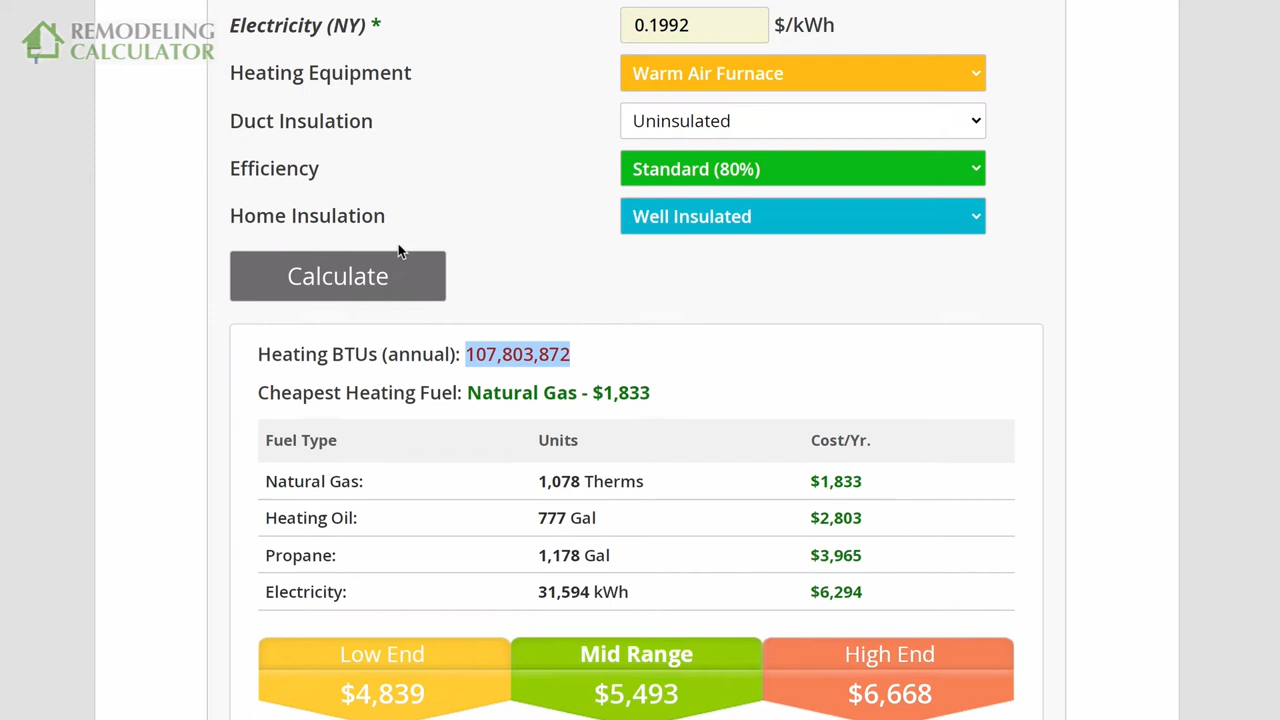 REMODELING
CALCULATOR
Electricity (NY) * 0.1992 $/kWh
Heating Equipment Warm Air Furnace
Duct Insulation Uninsulated
Efficiency Standard (80%)
Home Insulation Well Insulated
Calculate
Heating BTUs (annual): 107,803,872
Cheapest Heating Fuel: Natural Gas - $1,833
Fuel Type Units Cost/Yr.
Natural Gas: 1,078 Therms $1,833
Heating Oil: 777 Gal $2,803
Propane: 1,178 Gal $3,965
Electricity: 31,594 kWh $6,294
Low End Mid Range High End
$4,839 $5,493 $6,668